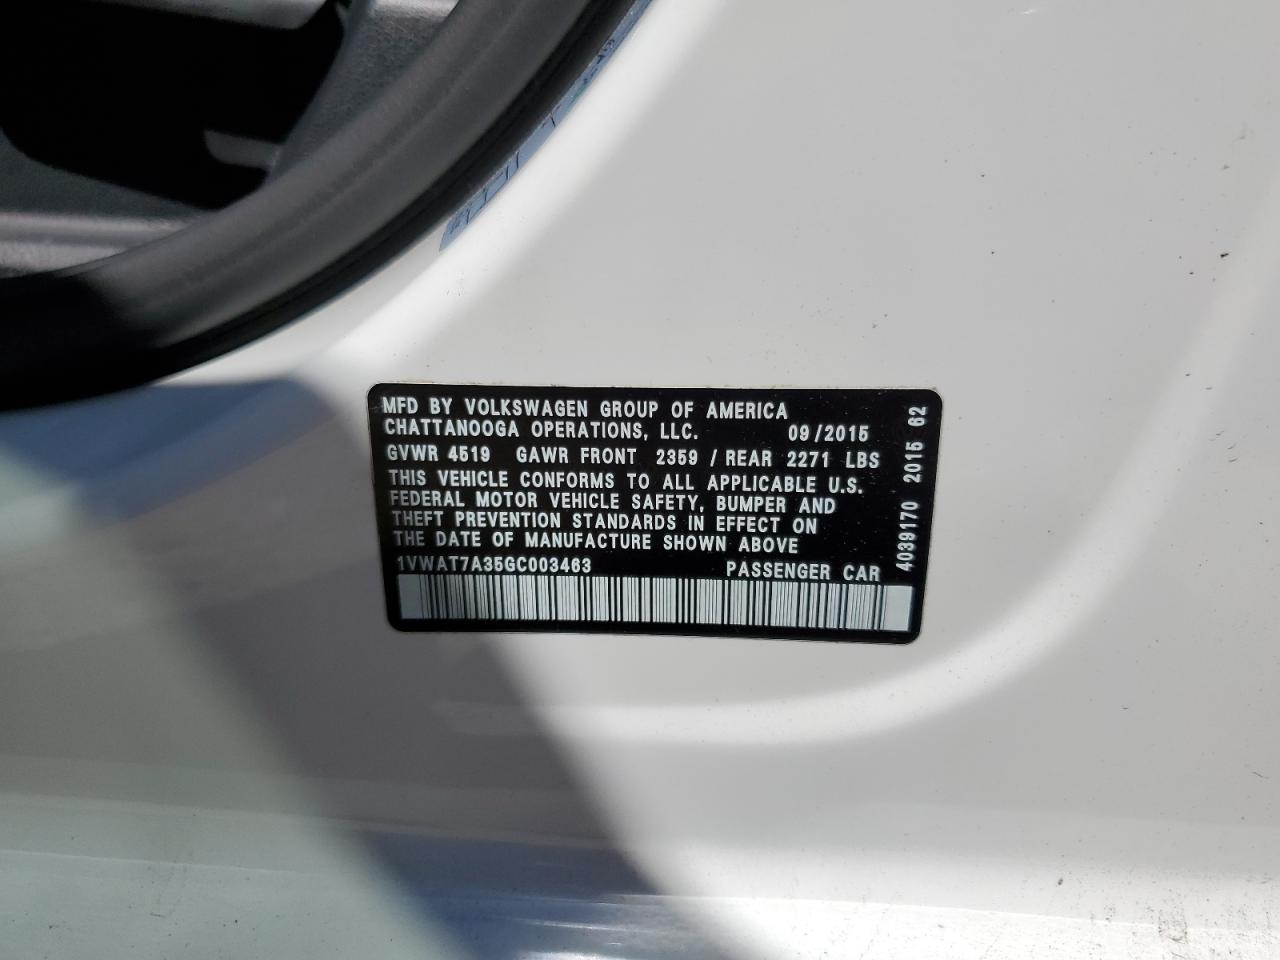 MFD BY VOLKSWAGEN GROUP OF AMERICA
CHATTANOOGA OPERATIONS, LLC. 09/2015
GVWR 4519 GAWR FRONT 2359 / REAR 2271 LBS
THIS VEHICLE CONFORMS TO ALL APPLICABLE U.S.
FEDERAL MOTOR VEHICLE SAFETY, BUMPER AND
THEFT PREVENTION STANDARDS IN EFFECT ON
THE DATE OF MANUFACTURE SHOWN ABOVE
1VWAT7A35GC003463 PASSENGER CAR
4039170 2015 62